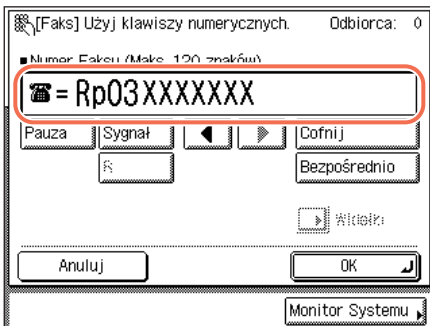 [Faks] Użyj klawiszy numerycznych. Odbiorca: 0
■Numer Faksu (Maks. 120 znaków)
☎= Rp03XXXXXXX
Pauza Sygnał ◀ ▶ Cofnij
R Bezpośrednio
Widełki
Anuluj OK
Monitor Systemu